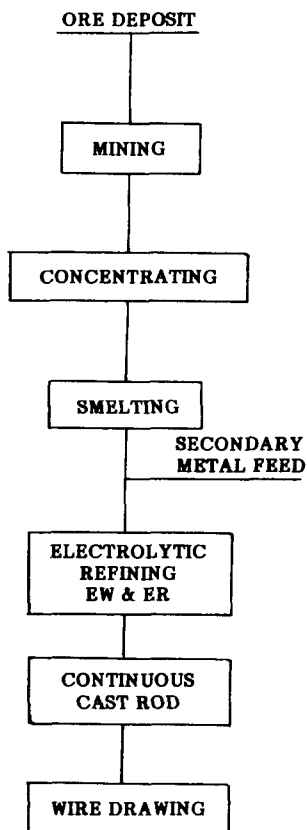 ORE DEPOSIT
MINING
CONCENTRATING
SMELTING
SECONDARY
METAL FEED
ELECTROLYTIC
REFINING
EW & ER
CONTINUOUS
CAST ROD
WIRE DRAWING